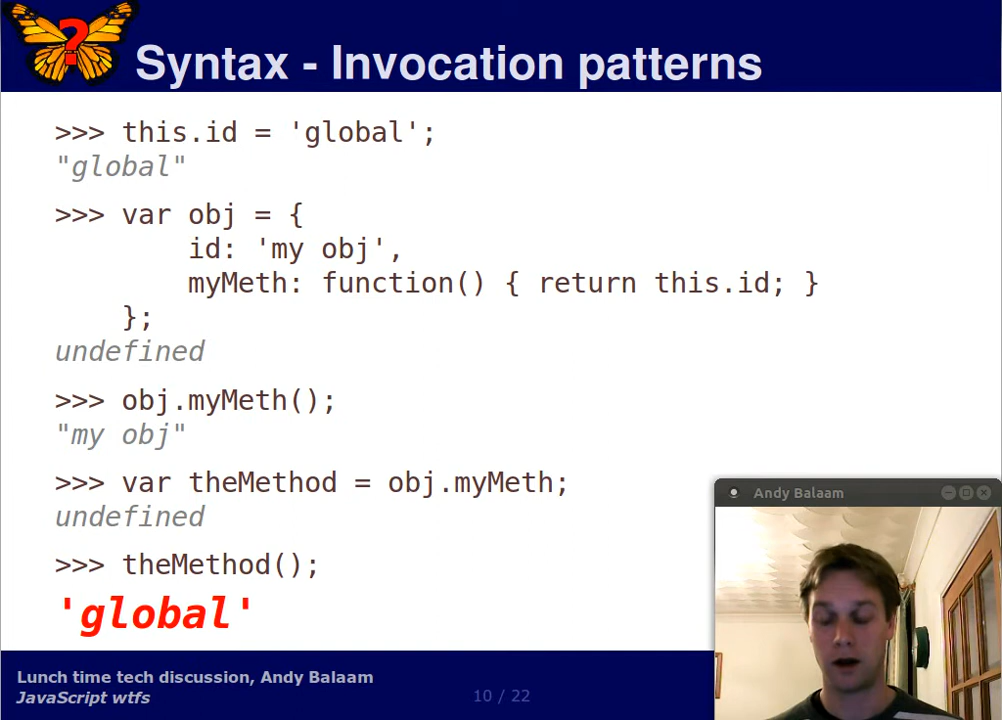 ?
Syntax - Invocation patterns
>>> this.id = 'global';
"global"
>>> var obj = {
        id: 'my obj',
        myMeth: function() { return this.id; }
    };
undefined
>>> obj.myMeth();
"my obj"
>>> var theMethod = obj.myMeth;
undefined
>>> theMethod();
'global'
Andy Balaam
Lunch time tech discussion, Andy Balaam
JavaScript wtfs
10 / 22